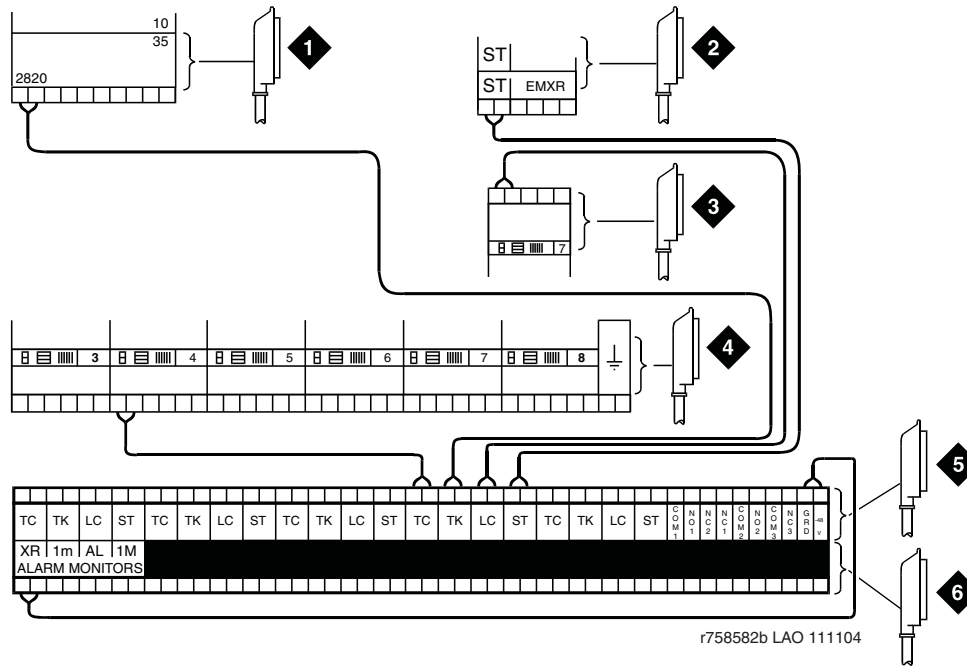 10
35
2820
1
ST
ST EMXR
2
7
3
3 4 5 6 7 8
4
TC TK LC ST TC TK LC ST TC TK LC ST TC TK LC ST TC TK LC ST COM1 NO1 NC2 NC1 COM2 NO2 COM3 NC3 GRD -48 V
5
XR 1m AL 1M
ALARM MONITORS
6
r758582b LAO 111104